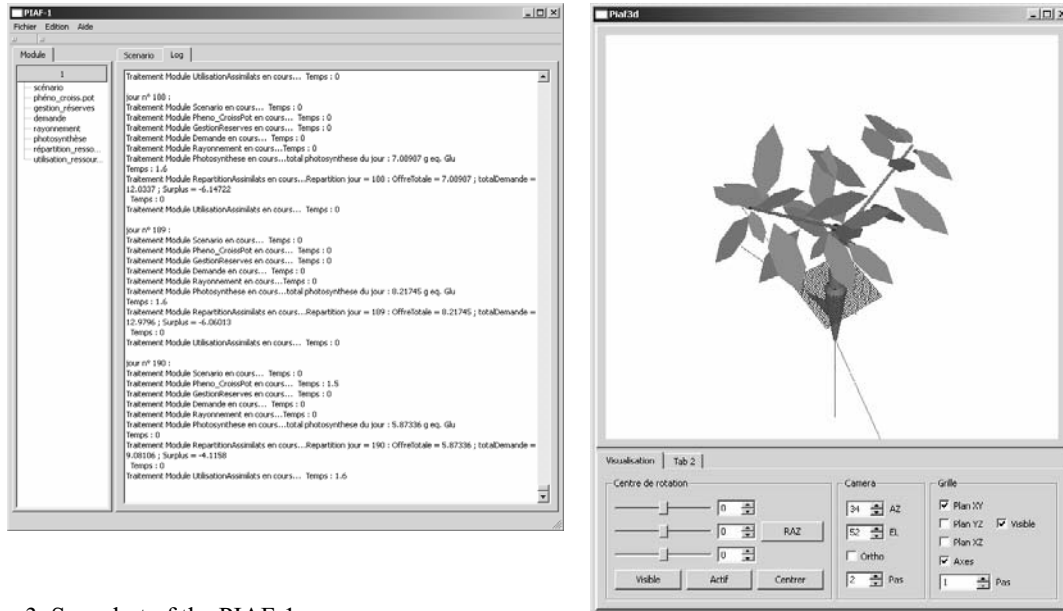 PIAF-1
Fichier Edition Aide
Module
1
scénario
phéno_croiss.pot
gestion_réserves
demande
rayonnement
photosynthèse
répartition_resso...
utilisation_ressour...
Scenario Log
Traitement Module UtilisationAssimilats en cours... Temps : 0
jour n° 188 :
Traitement Module Scenario en cours... Temps : 0
Traitement Module Pheno_CroissPot en cours... Temps : 0
Traitement Module GestionReserves en cours... Temps : 0
Traitement Module Demande en cours... Temps : 0
Traitement Module Rayonnement en cours...Temps : 0
Traitement Module Photosynthese en cours...total photosynthese du jour : 7.08907 g eq. Glu
Temps : 1.6
Traitement Module RepartitionAssimilats en cours...Repartition jour = 188 : OffreTotale = 7.08907 ; totalDemande =
12.0337 ; Surplus = -6.14722
Temps : 0
Traitement Module UtilisationAssimilats en cours... Temps : 0
jour n° 189 :
Traitement Module Scenario en cours... Temps : 0
Traitement Module Pheno_CroissPot en cours... Temps : 0
Traitement Module GestionReserves en cours... Temps : 0
Traitement Module Demande en cours... Temps : 0
Traitement Module Rayonnement en cours...Temps : 0
Traitement Module Photosynthese en cours...total photosynthese du jour : 8.21745 g eq. Glu
Temps : 1.6
Traitement Module RepartitionAssimilats en cours...Repartition jour = 189 : OffreTotale = 8.21745 ; totalDemande =
12.9796 ; Surplus = -6.06013
Temps : 0
Traitement Module UtilisationAssimilats en cours... Temps : 0
jour n° 190 :
Traitement Module Scenario en cours... Temps : 0
Traitement Module Pheno_CroissPot en cours... Temps : 1.5
Traitement Module GestionReserves en cours... Temps : 0
Traitement Module Demande en cours... Temps : 0
Traitement Module Rayonnement en cours...Temps : 0
Traitement Module Photosynthese en cours...total photosynthese du jour : 5.87336 g eq. Glu
Temps : 0
Traitement Module RepartitionAssimilats en cours...Repartition jour = 190 : OffreTotale = 5.87336 ; totalDemande =
9.08106 ; Surplus = -4.1158
Temps : 0
Traitement Module UtilisationAssimilats en cours... Temps : 1.6
Piaf3d
Visualisation Tab 2
Centre de rotation
0
0
0
RAZ
Visible Actif Centrer
Camera
34 AZ
52 EL
Ortho
2 Pas
Grille
Plan XY
Plan YZ Visible
Plan XZ
Axes
1 Pas